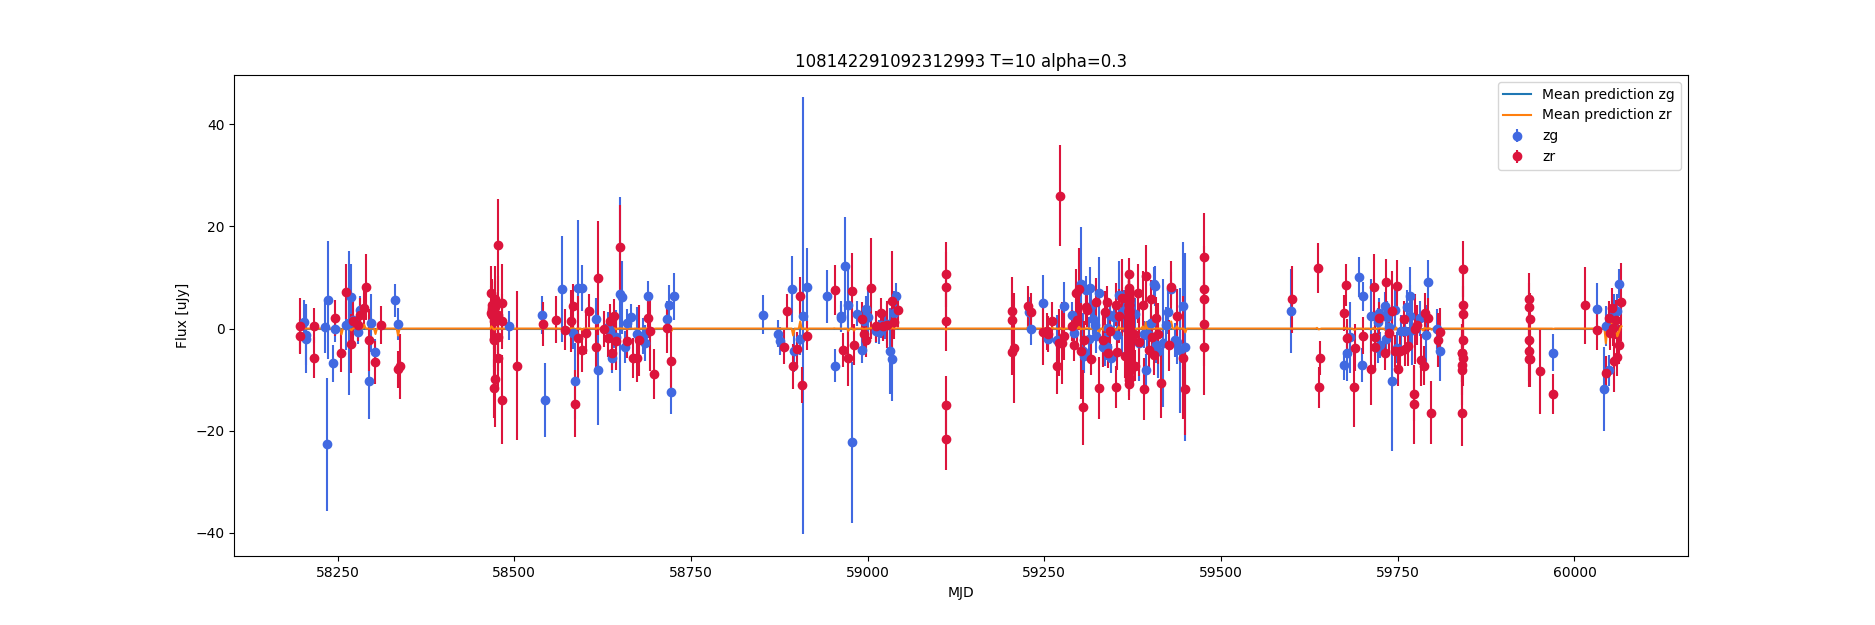 108142291092312993 T=10 alpha=0.3
Mean prediction zg
Mean prediction zr
zg
zr
40
20
0
−20
−40
Flux [uJy]
58250 58500 58750 59000 59250 59500 59750 60000
MJD